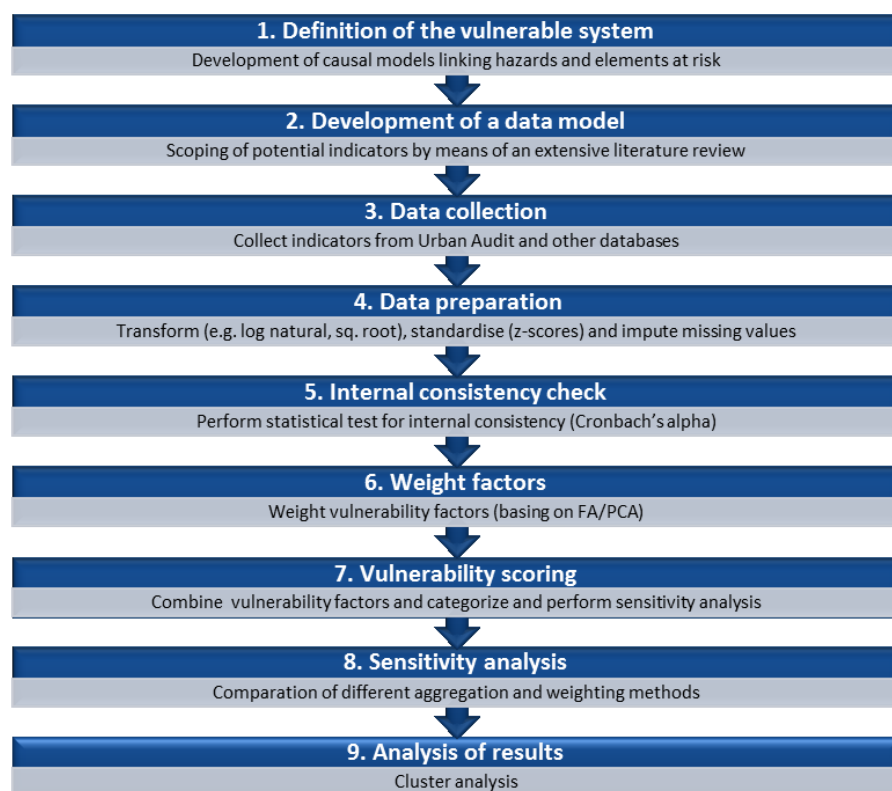 1. Definition of the vulnerable system
Development of causal models linking hazards and elements at risk
2. Development of a data model
Scoping of potential indicators by means of an extensive literature review
3. Data collection
Collect indicators from Urban Audit and other databases
4. Data preparation
Transform (e.g. log natural, sq. root), standardise (z-scores) and impute missing values
5. Internal consistency check
Perform statistical test for internal consistency (Cronbach's alpha)
6. Weight factors
Weight vulnerability factors (basing on FA/PCA)
7. Vulnerability scoring
Combine vulnerability factors and categorize and perform sensitivity analysis
8. Sensitivity analysis
Comparation of different aggregation and weighting methods
9. Analysis of results
Cluster analysis